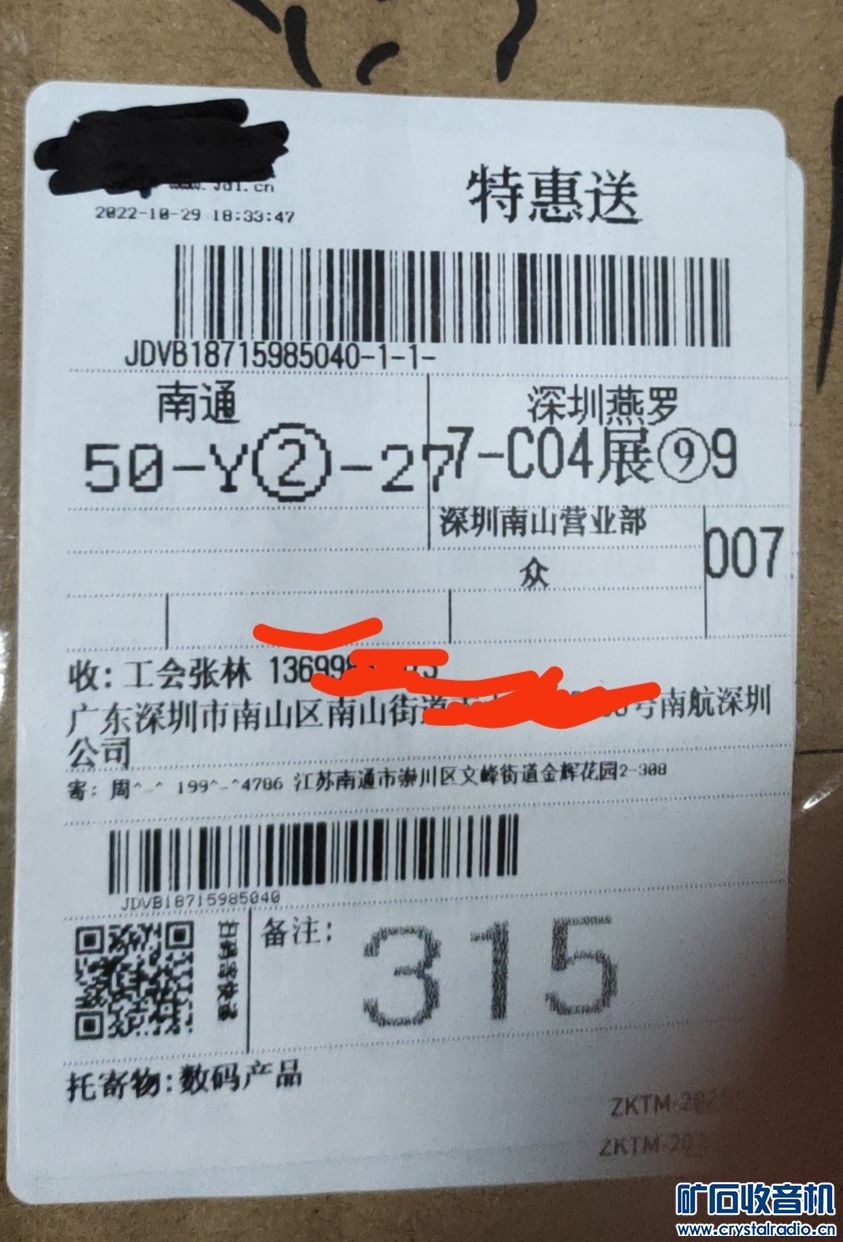 www.jdl.cn
2022-10-29 18:33:47
特惠送
JDVB18715985040-1-1-
南通
深圳燕罗
50-Y②-27
7-C04展⑨9
深圳南山营业部
007
众
收: 工会张林 13699
广东深圳市南山区南山街道 号南航深圳
公司
寄: 周^_^ 199^_^4786 江苏南通市崇川区文峰街道金辉花园2-308
JDVB18715985040
备注:
315
托寄物:数码产品
ZKTM-202
ZKTM-202
矿石收音机
www.crystalradio.cn